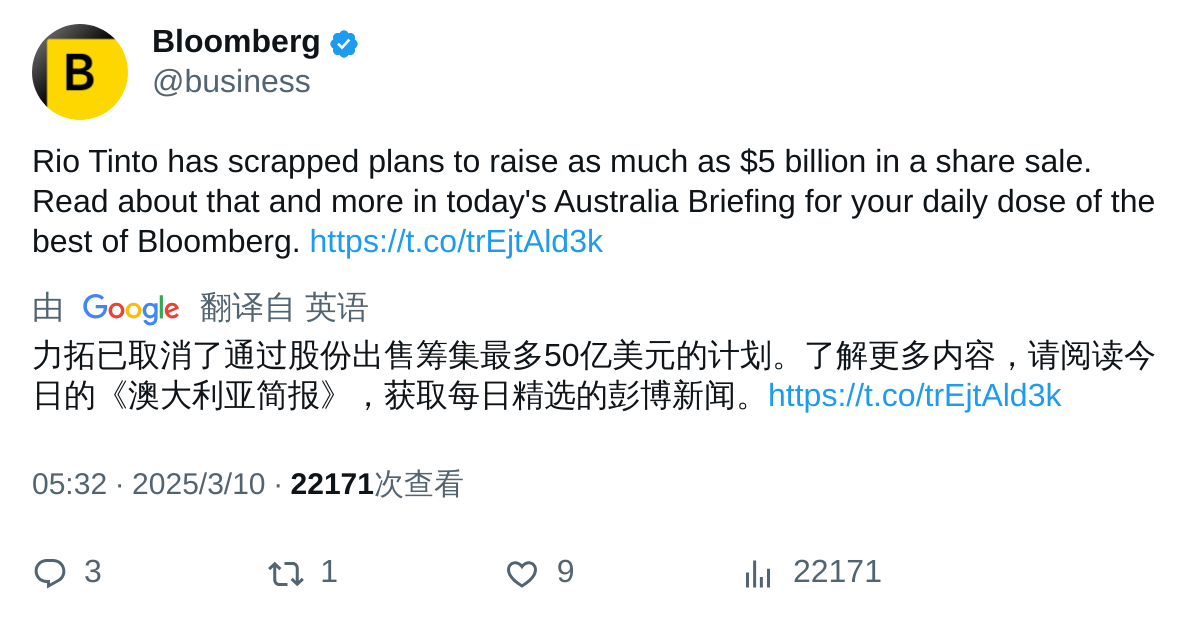 B
Bloomberg
@business
Rio Tinto has scrapped plans to raise as much as $5 billion in a share sale.
Read about that and more in today's Australia Briefing for your daily dose of the
best of Bloomberg. https://t.co/trEjtAld3k
由 Google 翻译自 英语
力拓已取消了通过股份出售筹集最多50亿美元的计划。了解更多内容，请阅读今
日的《澳大利亚简报》，获取每日精选的彭博新闻。https://t.co/trEjtAld3k
05:32 · 2025/3/10 · 22171次查看
3 1 9 22171